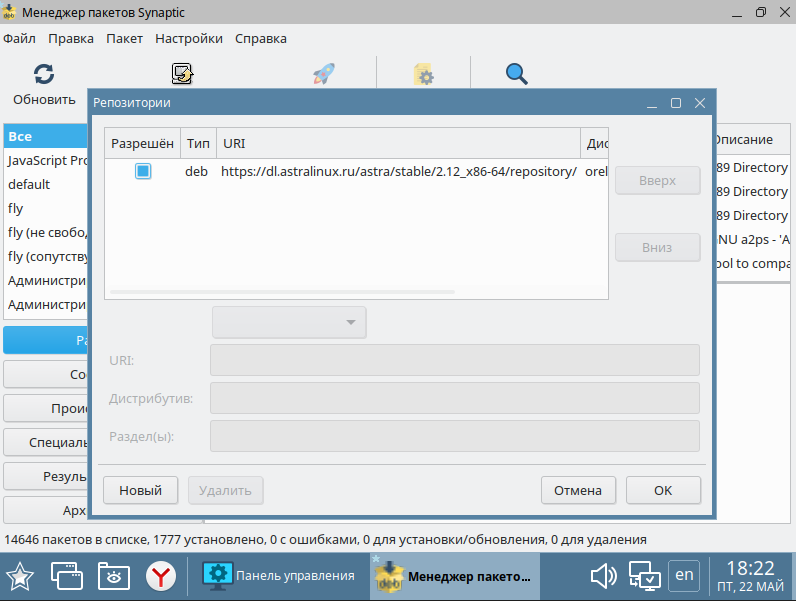 Менеджер пакетов Synaptic
Файл Правка Пакет Настройки Справка
Обновить
Репозитории
Разрешён Тип URI Дис
deb https://dl.astralinux.ru/astra/stable/2.12_x86-64/repository/ orel
Вверх
Вниз
URI:
Дистрибутив:
Раздел(ы):
Новый Удалить Отмена OK
Все
JavaScript Pro
default
fly
fly (не свобод
fly (сопутству
Администри
Администри
Ра
Со
Прои
Специаль
Резуль
Арх
Описание
89 Directory
89 Directory
89 Directory
GNU a2ps - 'A
ool to compa
14646 пакетов в списке, 1777 установлено, 0 с ошибками, 0 для установки/обновления, 0 для удаления
Панель управления
Менеджер пакето...
en
18:22
ПТ, 22 МАЙ